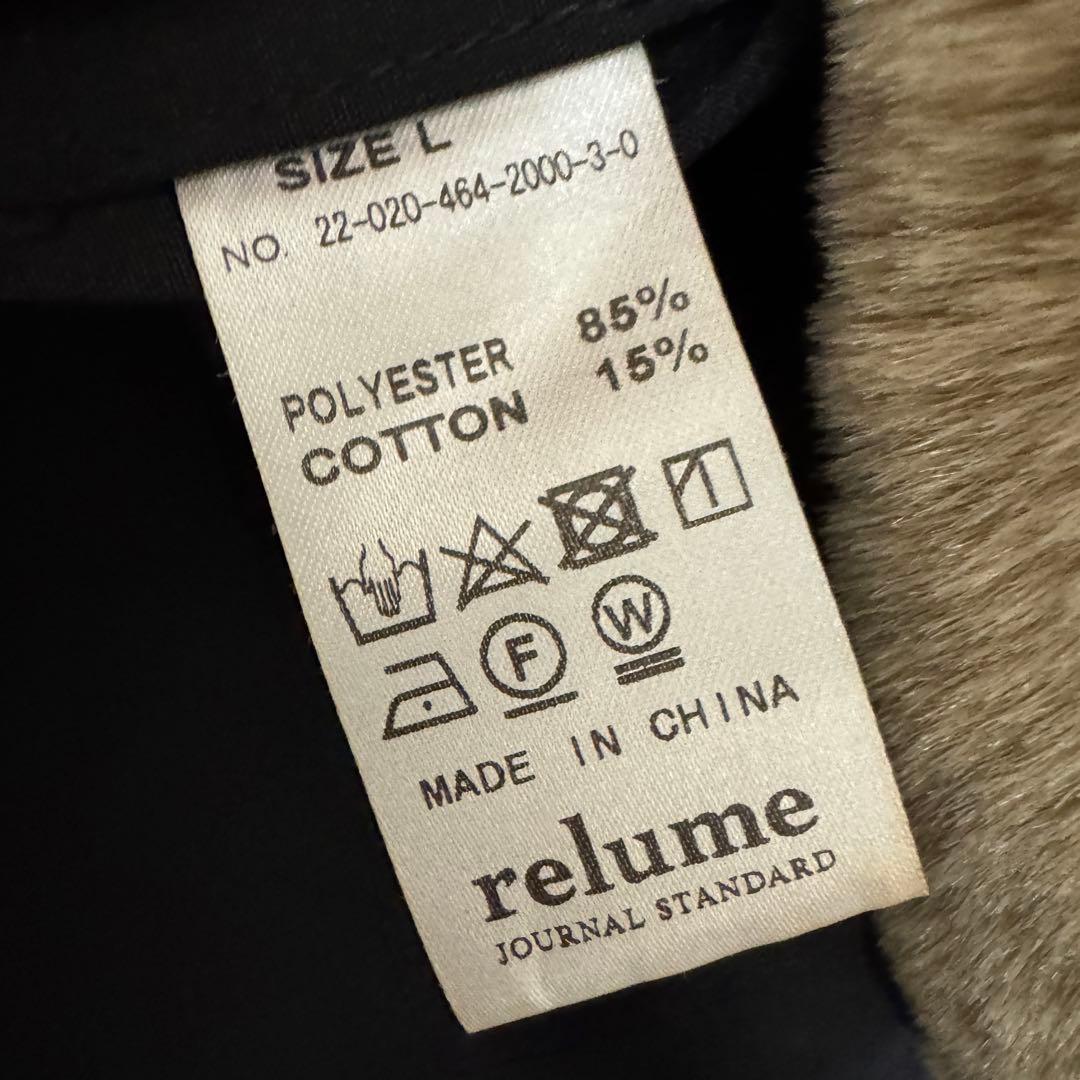 SIZE L
NO. 22-020-464-2000-3-0
POLYESTER 85%
COTTON 15%
F W
MADE IN CHINA
relume
JOURNAL STANDARD